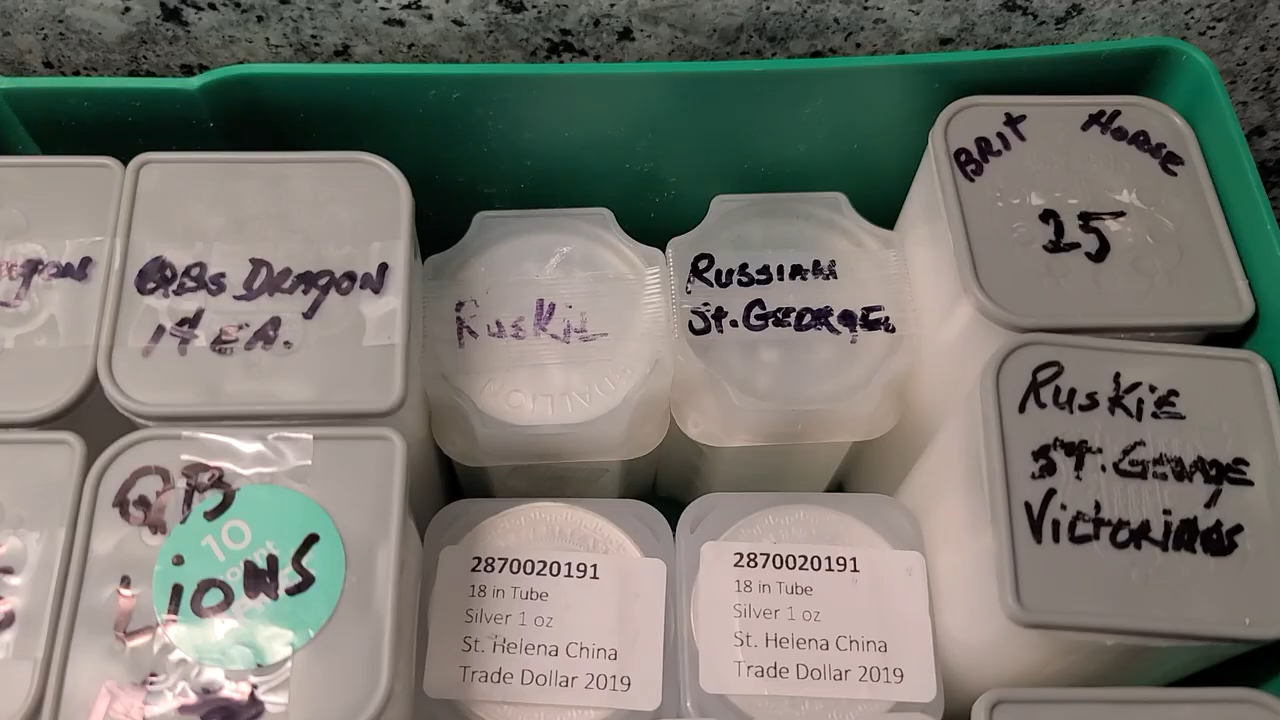 BRIT HORSE
25
QBs DRAGON
14 EA.
RuskiE
RUSSIAN
St. GEORGE.
RuskiE
ST. GEORGE
VICTORIANS
QB
LiONS
10
2870020191
18 in Tube
Silver 1 oz
St. Helena China
Trade Dollar 2019
2870020191
18 in Tube
Silver 1 oz
St. Helena China
Trade Dollar 2019